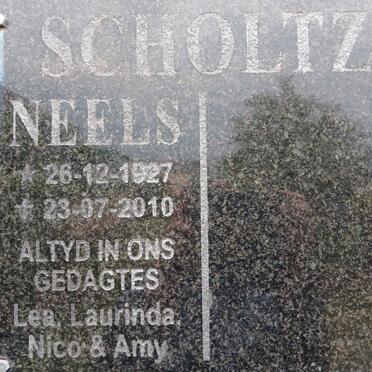 SCHOLTZ
NEELS
* 26-12-1927
† 23-07-2010
ALTYD IN ONS
GEDAGTES
Lea, Laurinda,
Nico & Amy